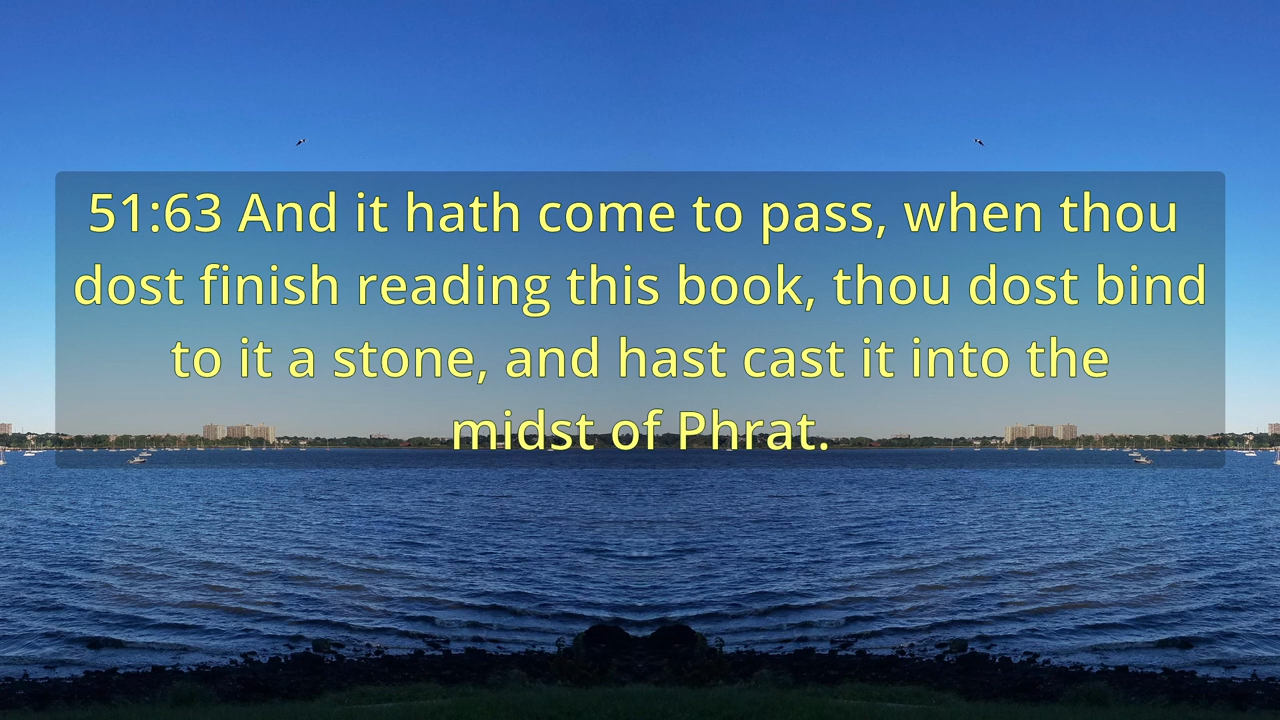 51:63 And it hath come to pass, when thou
dost finish reading this book, thou dost bind
to it a stone, and hast cast it into the
midst of Phrat.